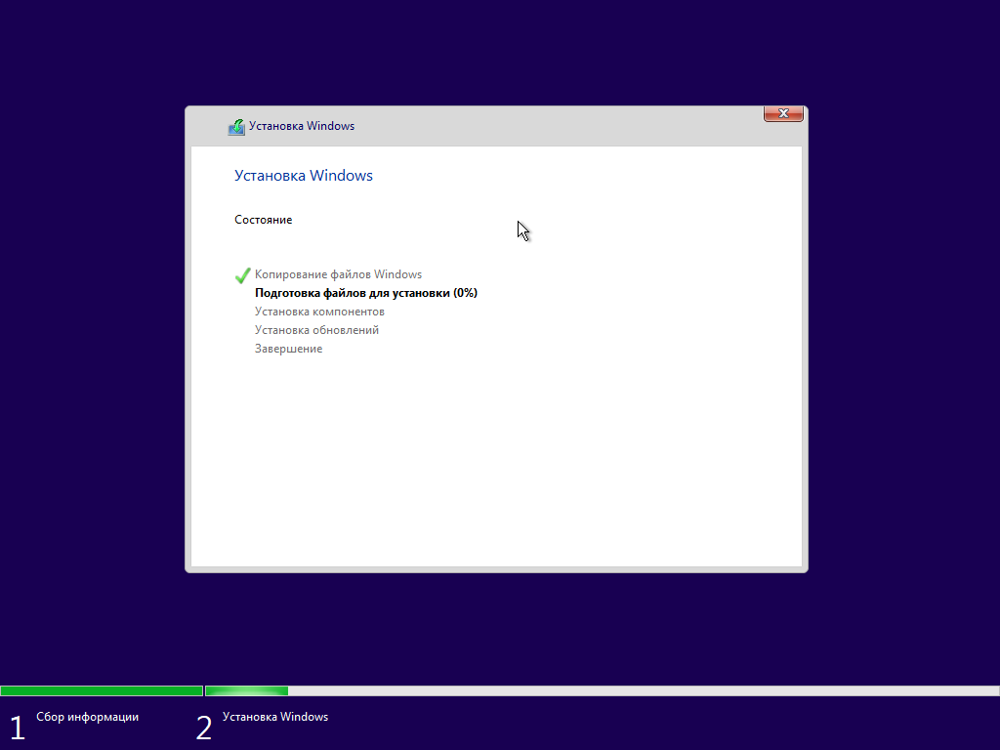 Установка Windows
Установка Windows
Состояние
Копирование файлов Windows
Подготовка файлов для установки (0%)
Установка компонентов
Установка обновлений
Завершение
1 Сбор информации
2 Установка Windows